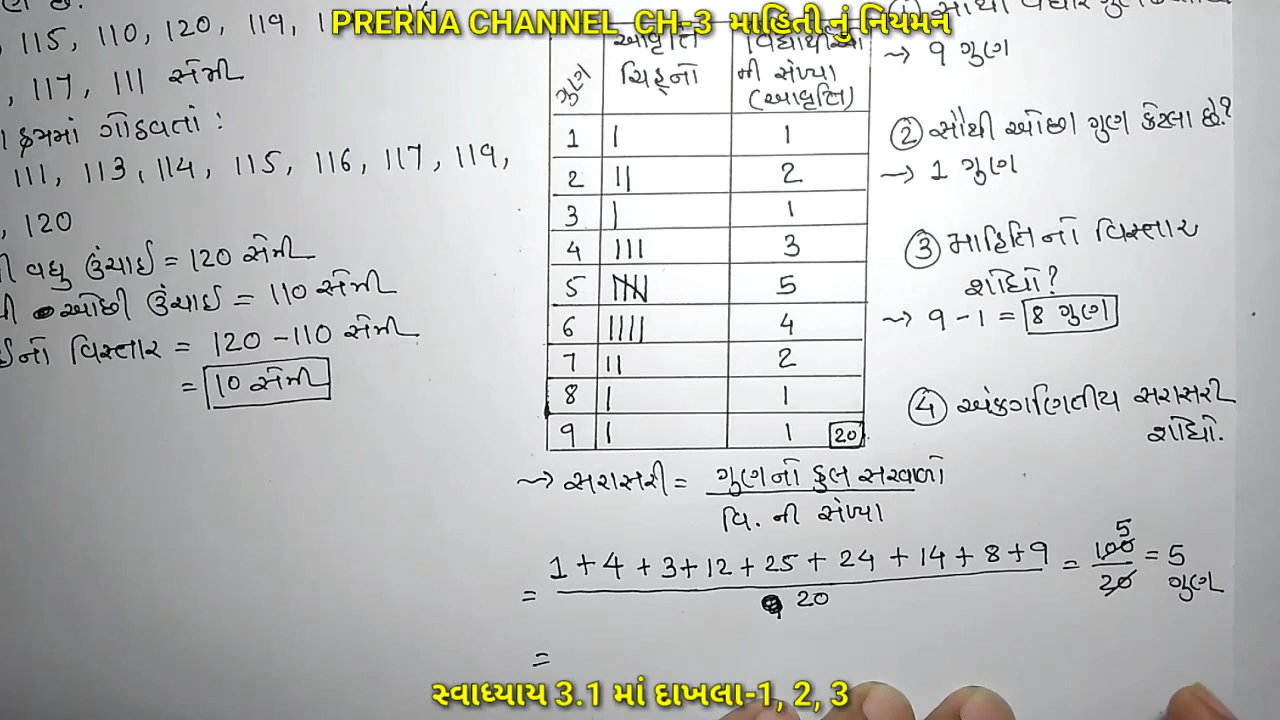 PRERNA CHANNEL CH-3 માહિતી નું નિયમન
115, 110, 120, 119,
, 117, 111 સેમી
ક્રમમાં ગોઠવતાં :
111, 113, 114, 115, 116, 117, 119,
, 120
વધુ ઉંચાઇ = 120 સેમી
ઓછી ઉંચાઇ = 110 સેમી
નો વિસ્તાર = 120 - 110 સેમી
= 10 સેમી
ગુણ આવૃત્તિ ચિહ્નો વિદ્યાર્થીઓ ની સંખ્યા (આવૃત્તિ)
1 | 1
2 || 2
3 | 1
4 ||| 3
5 |||| 5
6 |||| 4
7 || 2
8 | 1
9 | 1 20
→ 9 ગુણ
② સૌથી ઓછા ગુણ કેટલા છે?
→ 1 ગુણ
③ માહિતિ નો વિસ્તાર
શોધો?
→ 9 - 1 = 8 ગુણ
④ અંકગણિતીય સરાસરી
શોધો.
→ સરાસરી = ગુણનો કુલ સરવાળો
વિ. ની સંખ્યા
= 1 + 4 + 3 + 12 + 25 + 24 + 14 + 8 + 9 = 100 5 = 5
20 20 ગુણ
=
સ્વાધ્યાય 3.1 માં દાખલા-1, 2, 3